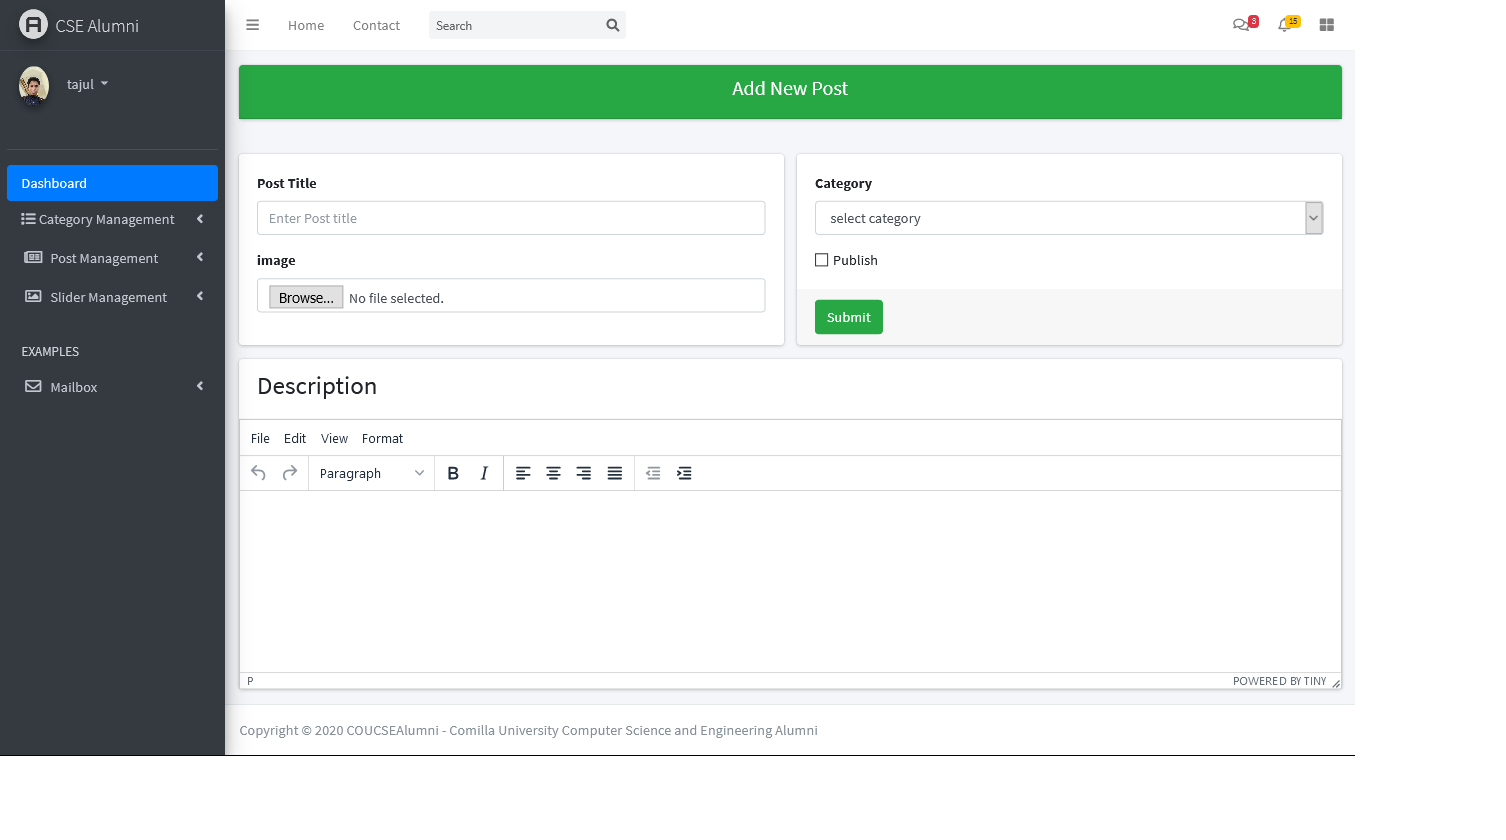 CSE Alumni
Home
Contact
Search
3
15
tajul
Dashboard
Category Management
Post Management
Slider Management
EXAMPLES
Mailbox
Add New Post
Post Title
Enter Post title
image
Browse... No file selected.
Category
select category
Publish
Submit
Description
File Edit View Format
Paragraph B I
P
POWERED BY TINY
Copyright © 2020 COUCSEAlumni - Comilla University Computer Science and Engineering Alumni